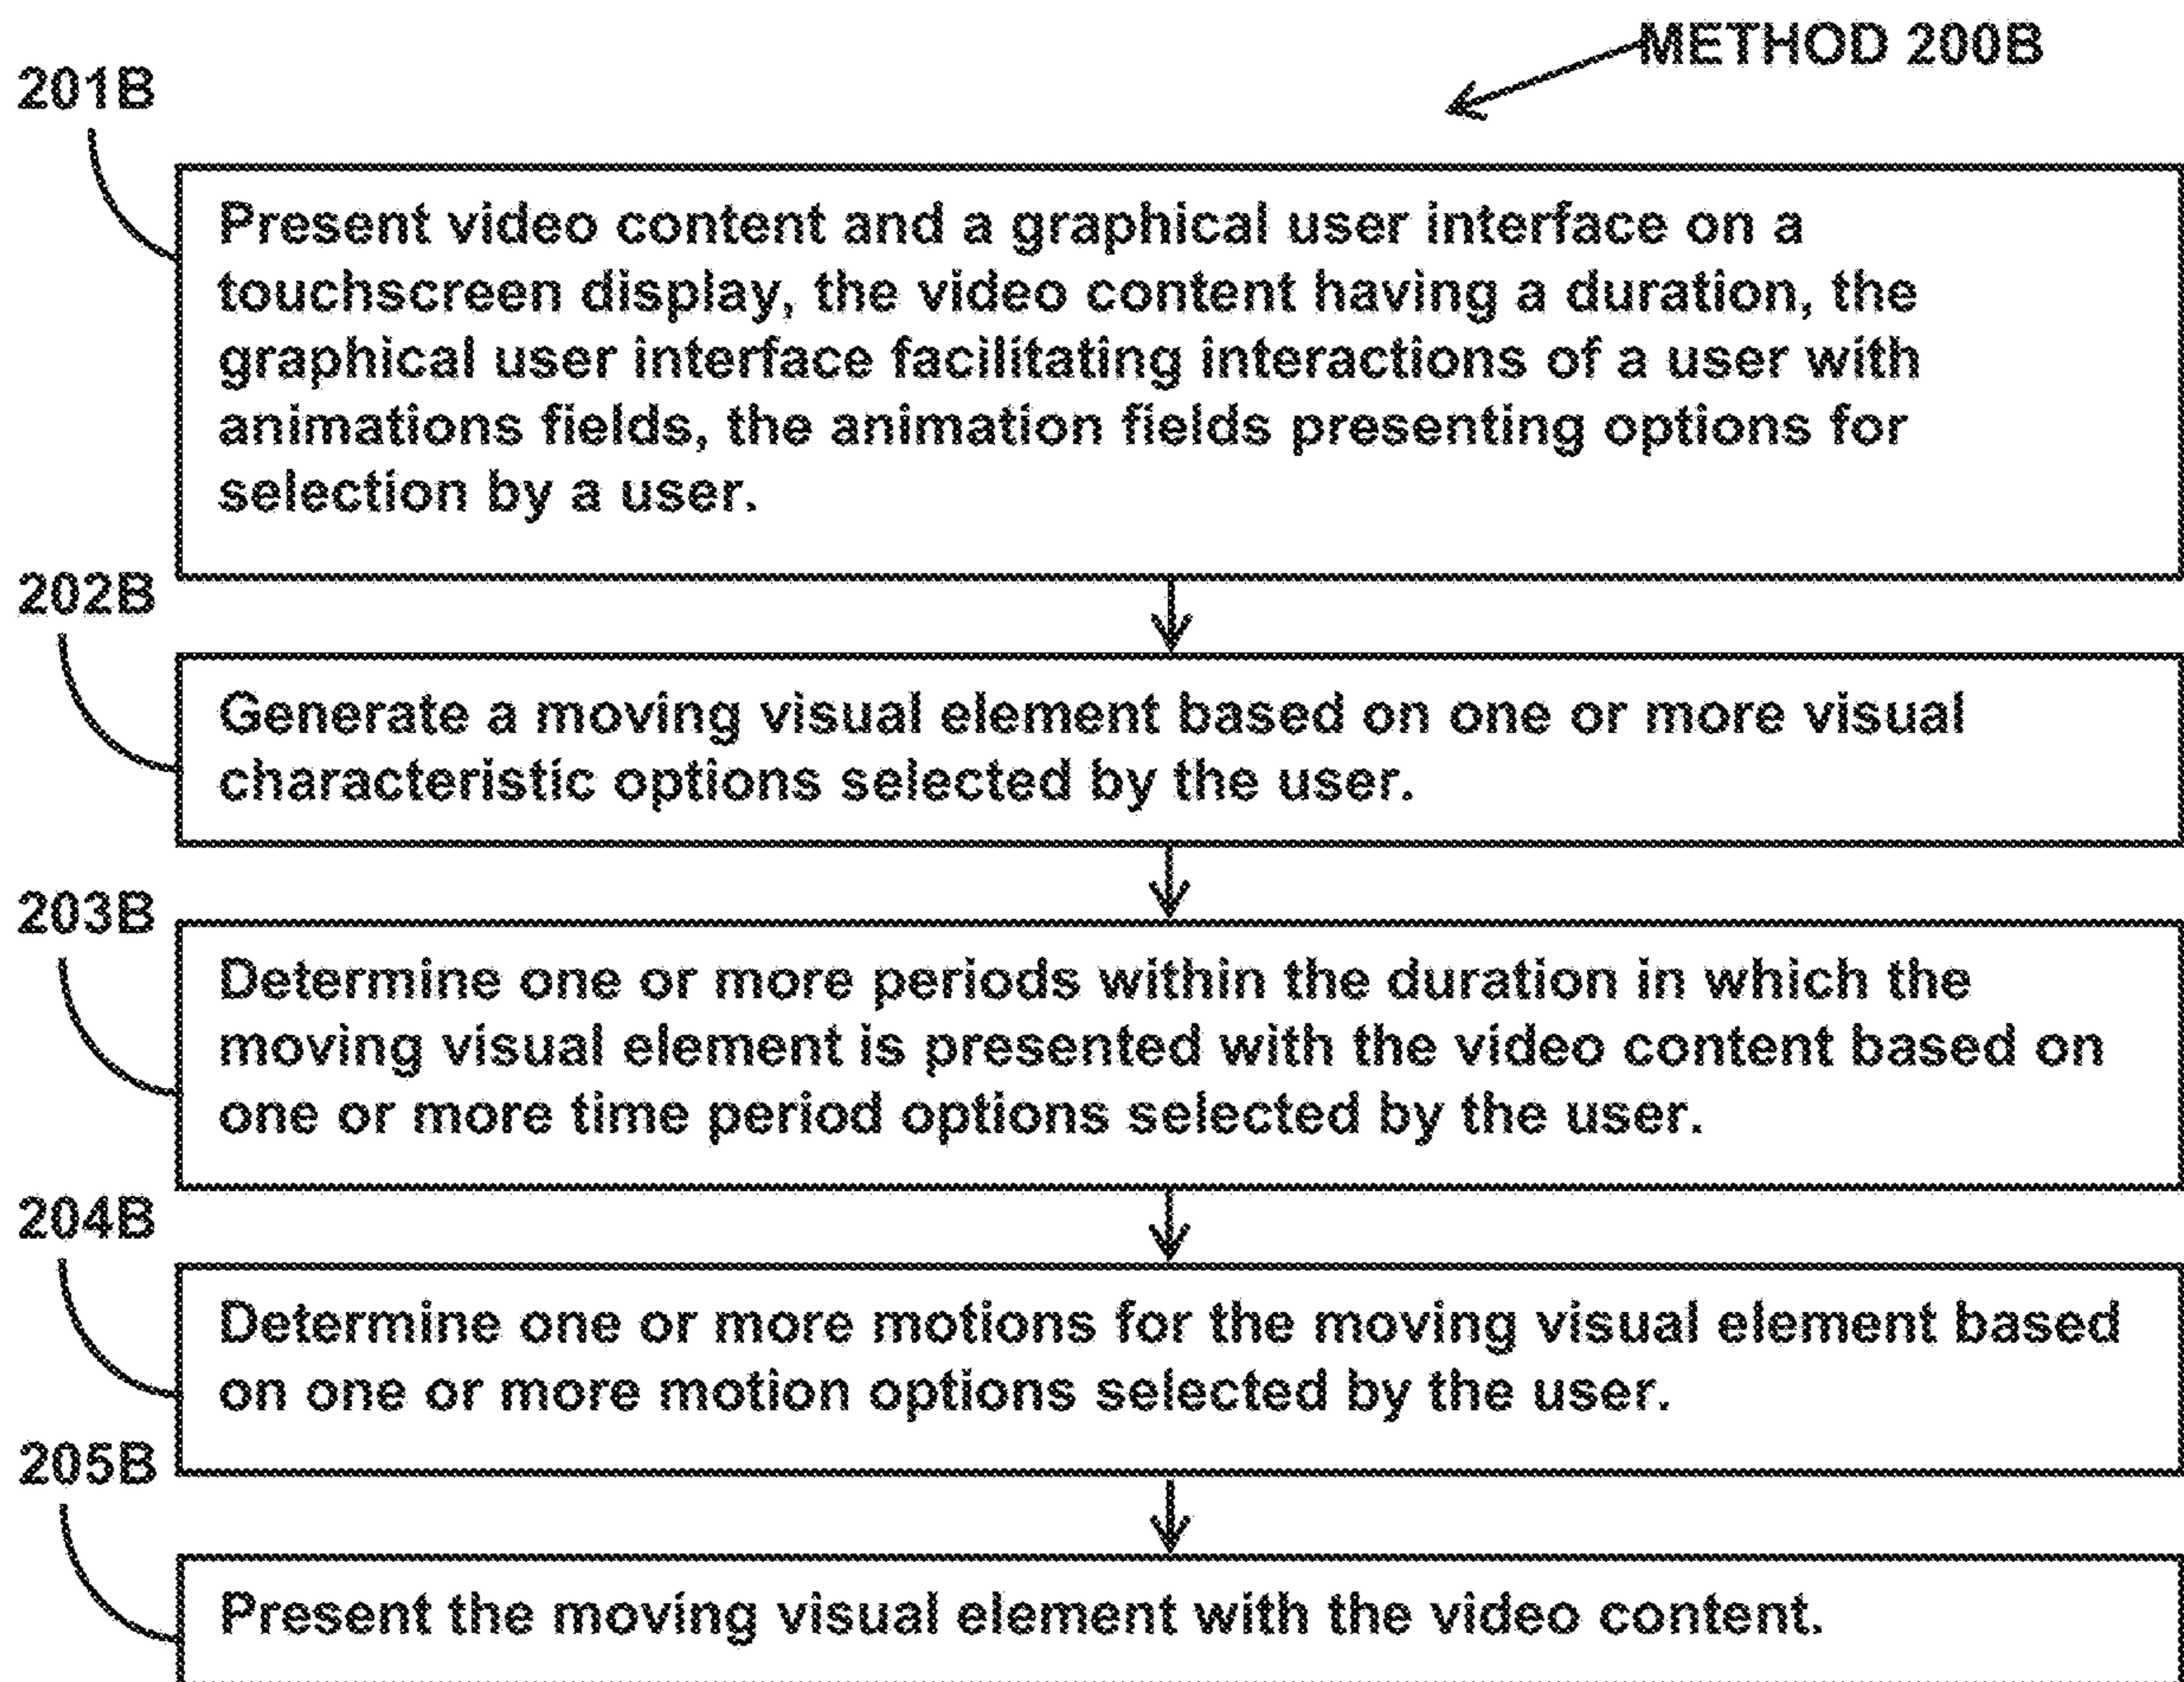 METHOD 200B
201B
Present video content and a graphical user interface on a
touchscreen display, the video content having a duration, the
graphical user interface facilitating interactions of a user with
animations fields, the animation fields presenting options for
selection by a user.
202B
Generate a moving visual element based on one or more visual
characteristic options selected by the user.
203B
Determine one or more periods within the duration in which the
moving visual element is presented with the video content based on
one or more time period options selected by the user.
204B
Determine one or more motions for the moving visual element based
on one or more motion options selected by the user.
205B
Present the moving visual element with the video content.